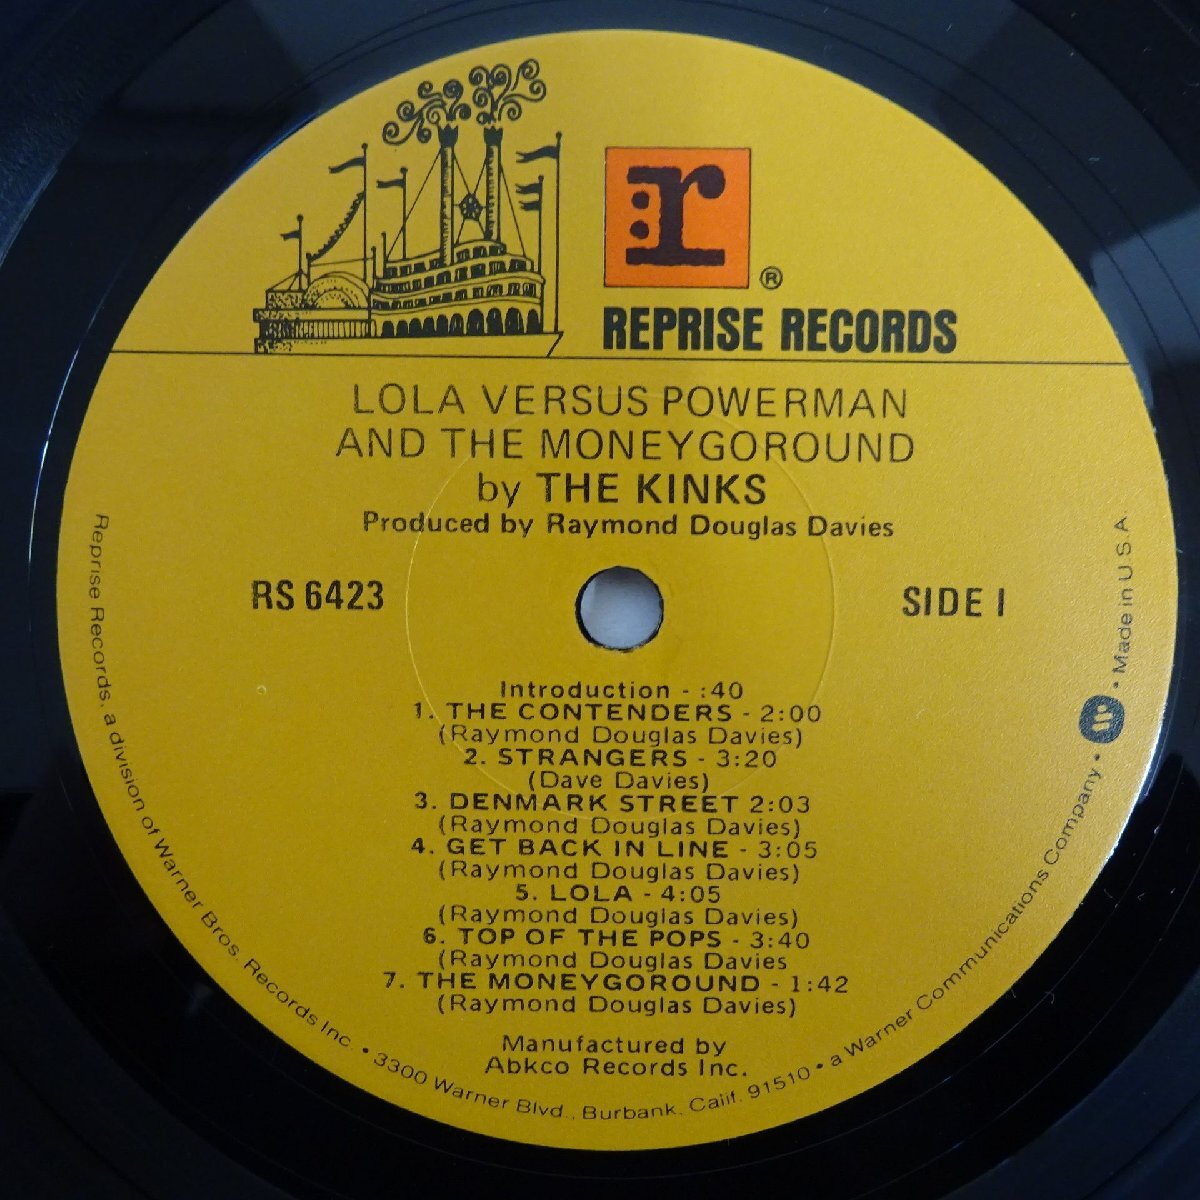 r
®
REPRISE RECORDS
LOLA VERSUS POWERMAN
AND THE MONEYGOROUND
by THE KINKS
Produced by Raymond Douglas Davies
RS 6423
SIDE I
Introduction - :40
1. THE CONTENDERS - 2:00
(Raymond Douglas Davies)
2. STRANGERS - 3:20
(Dave Davies)
3. DENMARK STREET 2:03
(Raymond Douglas Davies)
4. GET BACK IN LINE - 3:05
(Raymond Douglas Davies)
5. LOLA - 4:05
(Raymond Douglas Davies)
6. TOP OF THE POPS - 3:40
(Raymond Douglas Davies
7. THE MONEYGOROUND - 1:42
(Raymond Douglas Davies)
Manufactured by
Abkco Records Inc.
Reprise Records, a division of Warner Bros. Records Inc. • 3300 Warner Blvd., Burbank, Calif. 91510 • a Warner Communications Company • W • Made in U.S.A.